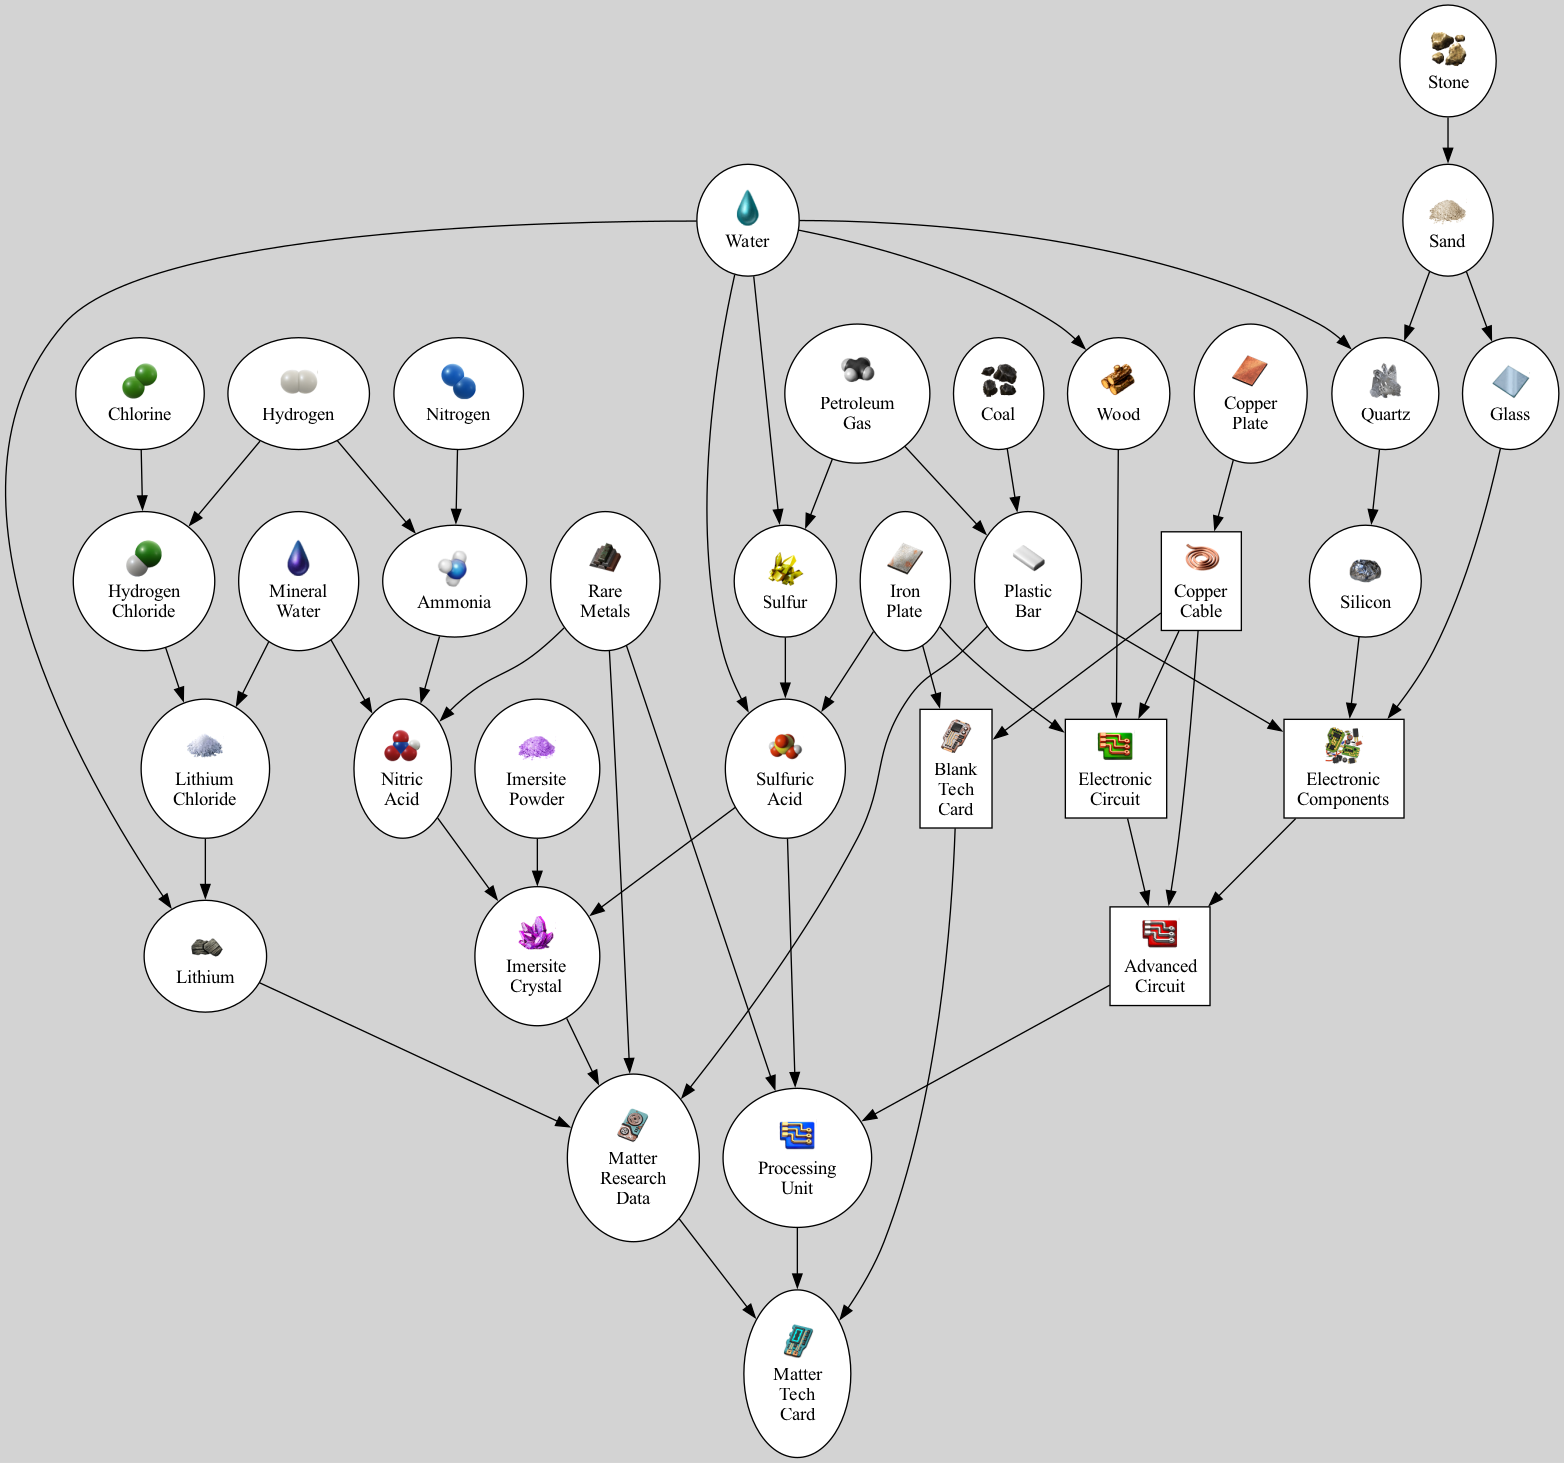 Stone
Water
Sand
Chlorine
Hydrogen
Nitrogen
Petroleum
Gas
Coal
Wood
Copper
Plate
Quartz
Glass
Hydrogen
Chloride
Mineral
Water
Ammonia
Rare
Metals
Sulfur
Iron
Plate
Plastic
Bar
Copper
Cable
Silicon
Lithium
Chloride
Nitric
Acid
Imersite
Powder
Sulfuric
Acid
Blank
Tech
Card
Electronic
Circuit
Electronic
Components
Lithium
Imersite
Crystal
Advanced
Circuit
Matter
Research
Data
Processing
Unit
Matter
Tech
Card